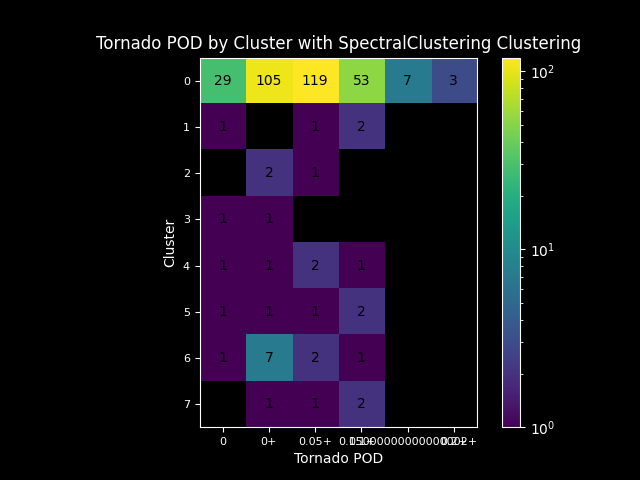 Tornado POD by Cluster with SpectralClustering Clustering
0 29 105 119 53 7 3
1 1 1 2
2 2 1
3 1 1
4 1 1 2 1
5 1 1 1 2
6 1 7 2 1
7 1 1 2
0 0+ 0.05+
Tornado POD
Cluster
10²
10¹
10⁰